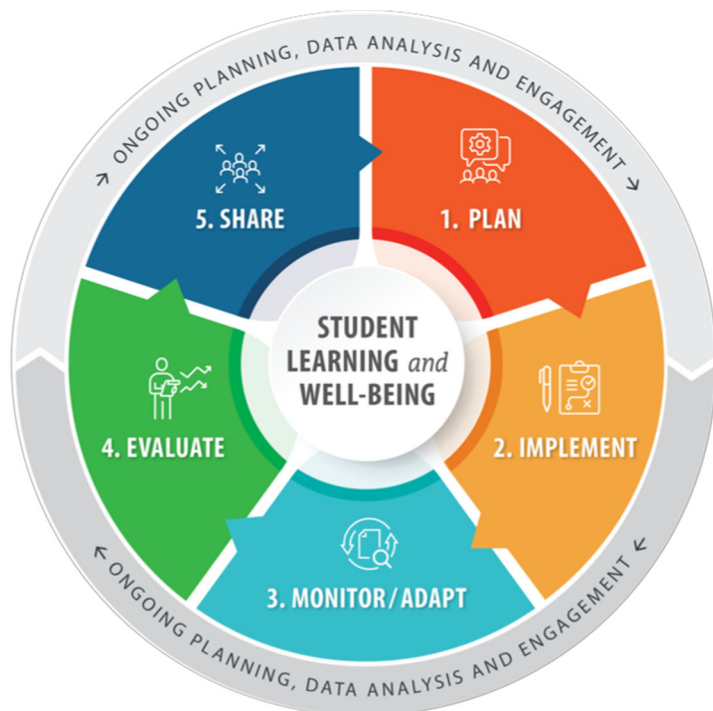 ONGOING PLANNING, DATA ANALYSIS AND ENGAGEMENT
1. PLAN
2. IMPLEMENT
3. MONITOR/ADAPT
4. EVALUATE
5. SHARE
STUDENT
LEARNING and
WELL-BEING
ONGOING PLANNING, DATA ANALYSIS AND ENGAGEMENT